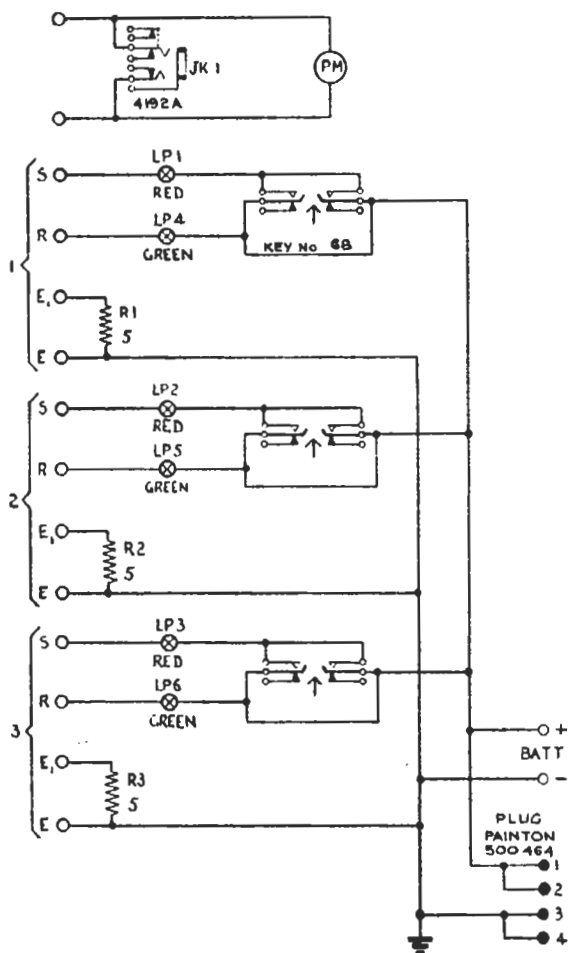 JK 1
4192A
PM
1
S
LP1
RED
R
LP4
GREEN
KEY No 6B
E1
R1
5
E
2
S
LP2
RED
R
LP5
GREEN
E1
R2
5
E
3
S
LP3
RED
R
LP6
GREEN
E1
R3
5
E
+
BATT
-
PLUG
PAINTON
500 464
1
2
3
4